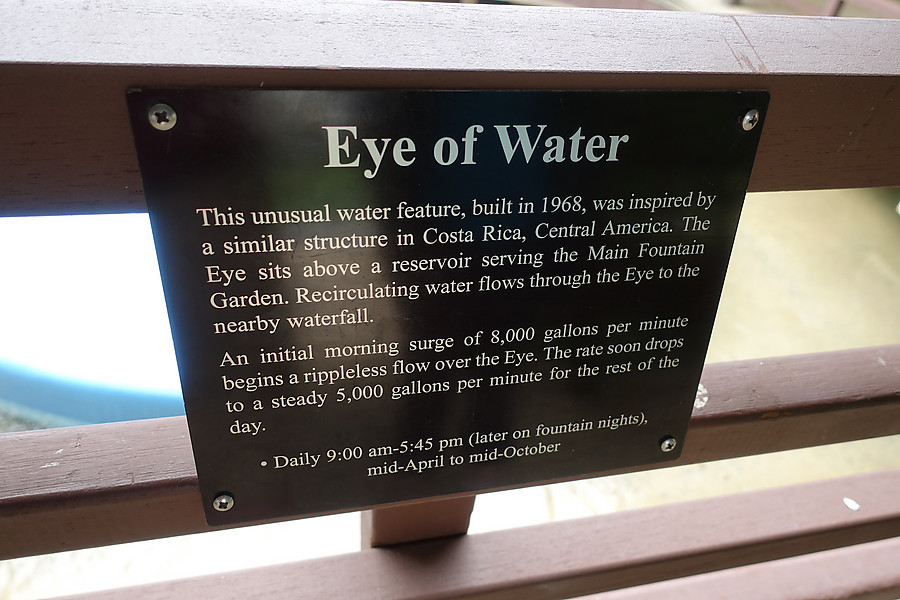 Eye of Water
This unusual water feature, built in 1968, was inspired by
a similar structure in Costa Rica, Central America. The
Eye sits above a reservoir serving the Main Fountain
Garden. Recirculating water flows through the Eye to the
nearby waterfall.
An initial morning surge of 8,000 gallons per minute
begins a rippleless flow over the Eye. The rate soon drops
to a steady 5,000 gallons per minute for the rest of the
day.
• Daily 9:00 am-5:45 pm (later on fountain nights),
mid-April to mid-October